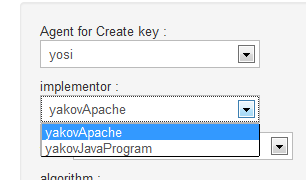 Agent for Create key :
yosi
implementor :
yakovApache
yakovApache
yakovJavaProgram
algorithm :